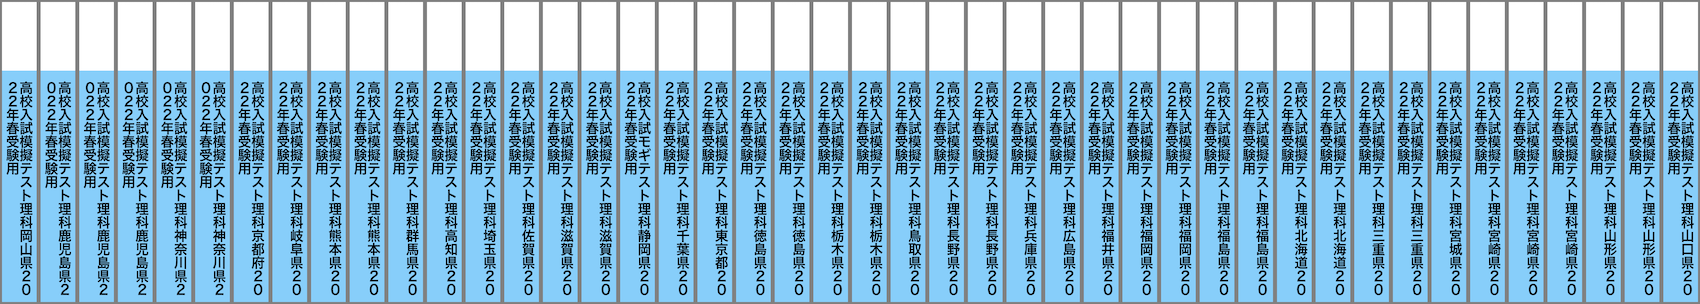 高校入試模擬テスト理科岡山県２０
２２年春受験用
高校入試模擬テスト理科鹿児島県２
０２２年春受験用
高校入試模擬テスト理科鹿児島県２
０２２年春受験用
高校入試模擬テスト理科鹿児島県２
０２２年春受験用
高校入試模擬テスト理科神奈川県２
０２２年春受験用
高校入試模擬テスト理科神奈川県２
０２２年春受験用
高校入試模擬テスト理科京都府２０
２２年春受験用
高校入試模擬テスト理科岐阜県２０
２２年春受験用
高校入試模擬テスト理科熊本県２０
２２年春受験用
高校入試模擬テスト理科熊本県２０
２２年春受験用
高校入試模擬テスト理科群馬県２０
２２年春受験用
高校入試模擬テスト理科高知県２０
２２年春受験用
高校入試模擬テスト理科埼玉県２０
２２年春受験用
高校入試模擬テスト理科佐賀県２０
２２年春受験用
高校入試模擬テスト理科滋賀県２０
２２年春受験用
高校入試模擬テスト理科滋賀県２０
２２年春受験用
高校入試モギテスト理科静岡県２０
２２年春受験用
高校入試模擬テスト理科千葉県２０
２２年春受験用
高校入試模擬テスト理科東京都２０
２２年春受験用
高校入試模擬テスト理科徳島県２０
２２年春受験用
高校入試模擬テスト理科徳島県２０
２２年春受験用
高校入試模擬テスト理科栃木県２０
２２年春受験用
高校入試模擬テスト理科栃木県２０
２２年春受験用
高校入試模擬テスト理科鳥取県２０
２２年春受験用
高校入試模擬テスト理科長野県２０
２２年春受験用
高校入試模擬テスト理科長野県２０
２２年春受験用
高校入試模擬テスト理科兵庫県２０
２２年春受験用
高校入試模擬テスト理科広島県２０
２２年春受験用
高校入試模擬テスト理科福井県２０
２２年春受験用
高校入試模擬テスト理科福岡県２０
２２年春受験用
高校入試模擬テスト理科福岡県２０
２２年春受験用
高校入試模擬テスト理科福島県２０
２２年春受験用
高校入試模擬テスト理科福島県２０
２２年春受験用
高校入試模擬テスト理科北海道２０
２２年春受験用
高校入試模擬テスト理科北海道２０
２２年春受験用
高校入試模擬テスト理科三重県２０
２２年春受験用
高校入試模擬テスト理科三重県２０
２２年春受験用
高校入試模擬テスト理科宮城県２０
２２年春受験用
高校入試模擬テスト理科宮崎県２０
２２年春受験用
高校入試模擬テスト理科宮崎県２０
２２年春受験用
高校入試模擬テスト理科宮崎県２０
２２年春受験用
高校入試模擬テスト理科山形県２０
２２年春受験用
高校入試模擬テスト理科山形県２０
２２年春受験用
高校入試模擬テスト理科山口県２０
２２年春受験用